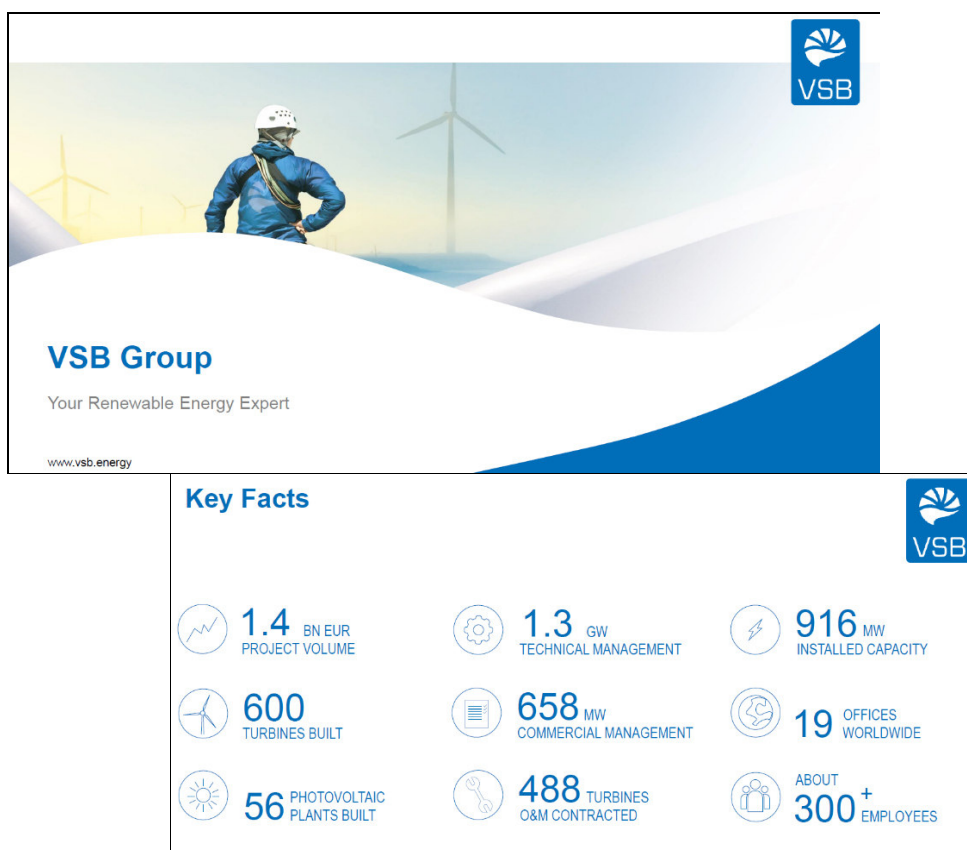 VSB
VSB Group
Your Renewable Energy Expert
www.vsb.energy
Key Facts
VSB
1.4 BN EUR
PROJECT VOLUME
1.3 GW
TECHNICAL MANAGEMENT
916 MW
INSTALLED CAPACITY
600
TURBINES BUILT
658 MW
COMMERCIAL MANAGEMENT
19 OFFICES
WORLDWIDE
56 PHOTOVOLTAIC
PLANTS BUILT
488 TURBINES
O&M CONTRACTED
ABOUT
300+ EMPLOYEES